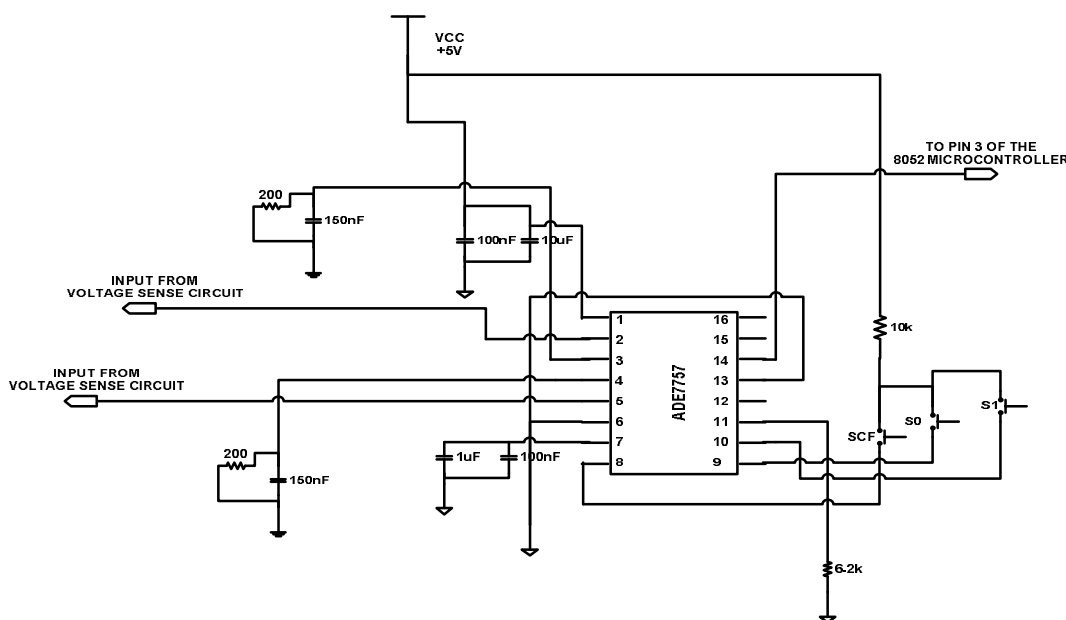 VCC
+5V
TO PIN 3 OF THE
8052 MICROCONTROLLER
200
150nF
100nF
10uF
INPUT FROM
VOLTAGE SENSE CIRCUIT
10k
INPUT FROM
VOLTAGE SENSE CIRCUIT
1
2
3
4
5
6
7
8
ADE7757
16
15
14
13
12
11
10
9
SCF
S0
S1
200
150nF
1uF
100nF
6-2k